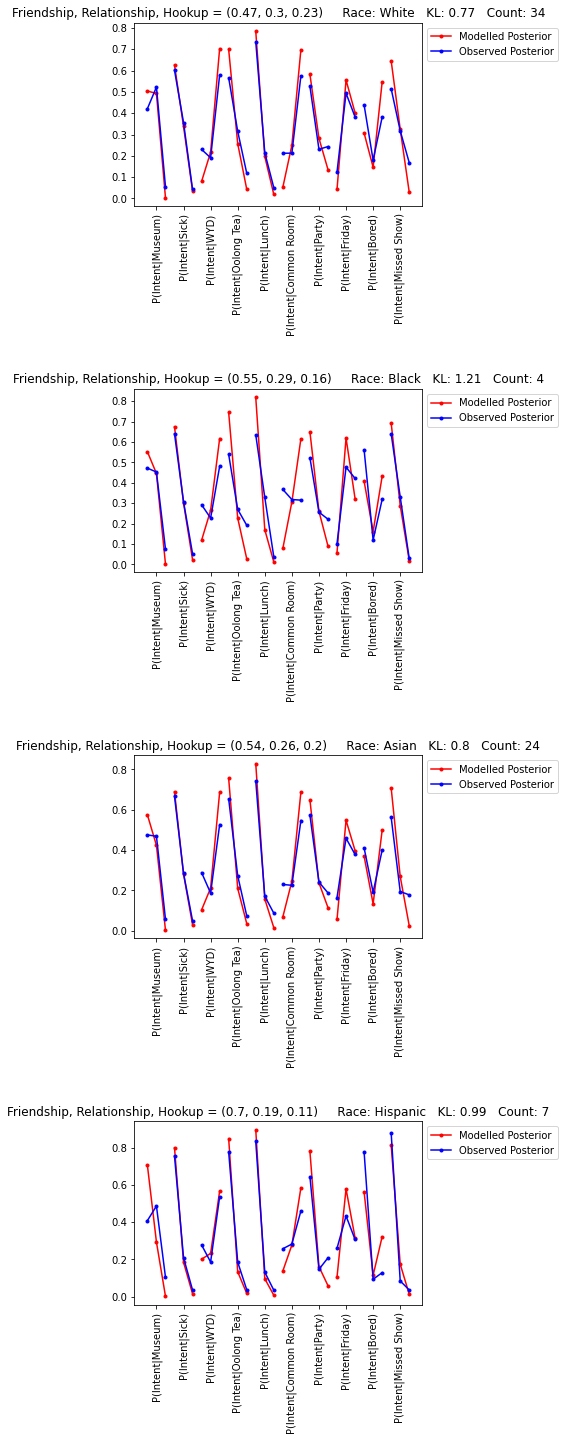 Friendship, Relationship, Hookup = (0.47, 0.3, 0.23) Race: White KL: 0.77 Count: 34
Modelled Posterior
Observed Posterior
0.8
0.7
0.6
0.5
0.4
0.3
0.2
0.1
0.0
P(Intent|Museum)
P(Intent|Sick)
P(Intent|WYD)
P(Intent|Oolong Tea)
P(Intent|Lunch)
P(Intent|Common Room)
P(Intent|Party)
P(Intent|Friday)
P(Intent|Bored)
P(Intent|Missed Show)
Friendship, Relationship, Hookup = (0.55, 0.29, 0.16) Race: Black KL: 1.21 Count: 4
Modelled Posterior
Observed Posterior
0.8
0.7
0.6
0.5
0.4
0.3
0.2
0.1
0.0
P(Intent|Museum)
P(Intent|Sick)
P(Intent|WYD)
P(Intent|Oolong Tea)
P(Intent|Lunch)
P(Intent|Common Room)
P(Intent|Party)
P(Intent|Friday)
P(Intent|Bored)
P(Intent|Missed Show)
Friendship, Relationship, Hookup = (0.54, 0.26, 0.2) Race: Asian KL: 0.8 Count: 24
Modelled Posterior
Observed Posterior
0.8
0.6
0.4
0.2
0.0
P(Intent|Museum)
P(Intent|Sick)
P(Intent|WYD)
P(Intent|Oolong Tea)
P(Intent|Lunch)
P(Intent|Common Room)
P(Intent|Party)
P(Intent|Friday)
P(Intent|Bored)
P(Intent|Missed Show)
Friendship, Relationship, Hookup = (0.7, 0.19, 0.11) Race: Hispanic KL: 0.99 Count: 7
Modelled Posterior
Observed Posterior
0.8
0.6
0.4
0.2
0.0
P(Intent|Museum)
P(Intent|Sick)
P(Intent|WYD)
P(Intent|Oolong Tea)
P(Intent|Lunch)
P(Intent|Common Room)
P(Intent|Party)
P(Intent|Friday)
P(Intent|Bored)
P(Intent|Missed Show)